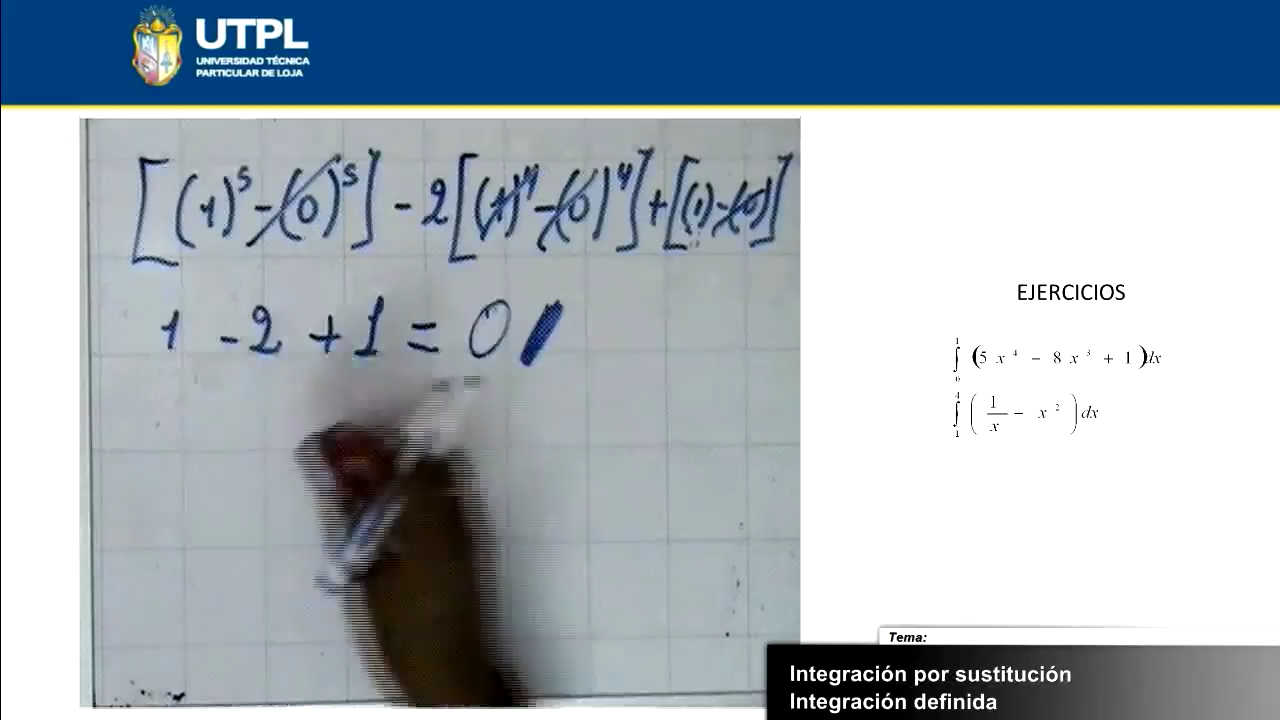 UTPL
UNIVERSIDAD TÉCNICA
PARTICULAR DE LOJA
[(1)⁵-(0)⁵] - 2[(1)⁴-(0)⁴]+[(1)-(0)]
1 - 2 + 1 = 0
EJERCICIOS
∫₀¹ (5x⁴ − 8x³ + 1)dx
∫₁⁴ (1/x − x²) dx
Tema:
Integración por sustitución
Integración definida